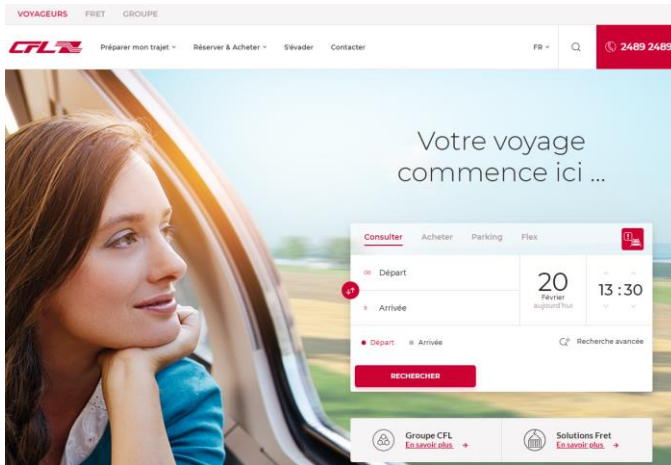 VOYAGEURS FRET GROUPE
CFL Préparer mon trajet Réserver & Acheter S'évader Contacter FR 2489 2489
Votre voyage
commence ici ...
Consulter Acheter Parking Flex
Départ
20
Février
aujourd'hui
13 : 30
Arrivée
Départ Arrivée Recherche avancée
RECHERCHER
Groupe CFL
En savoir plus
Solutions Fret
En savoir plus